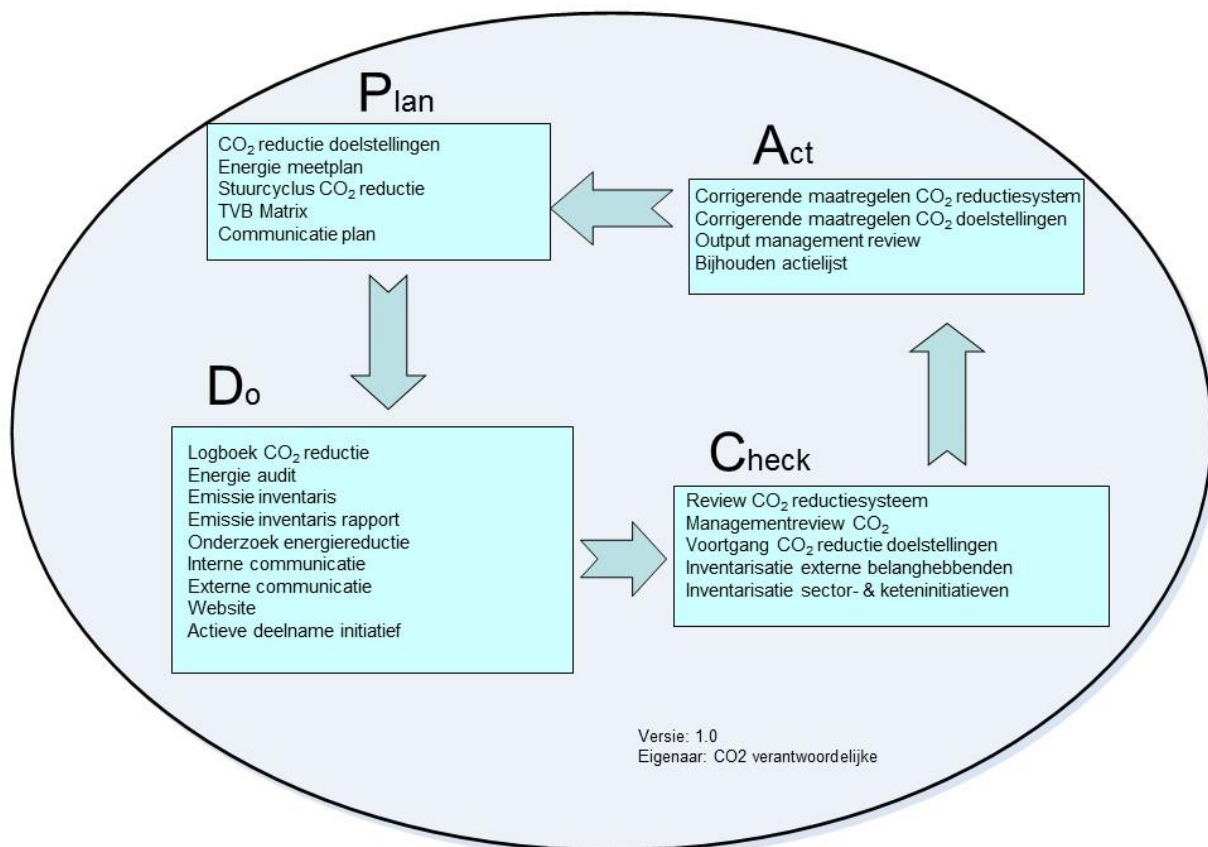 Plan
CO₂ reductie doelstellingen
Energie meetplan
Stuurcyclus CO₂ reductie
TVB Matrix
Communicatie plan
Act
Corrigerende maatregelen CO₂ reductiesystem
Corrigerende maatregelen CO₂ doelstellingen
Output management review
Bijhouden actielijst
Do
Logboek CO₂ reductie
Energie audit
Emissie inventaris
Emissie inventaris rapport
Onderzoek energiereductie
Interne communicatie
Externe communicatie
Website
Actieve deelname initiatief
Check
Review CO₂ reductiesysteem
Managementreview CO₂
Voortgang CO₂ reductie doelstellingen
Inventarisatie externe belanghebbenden
Inventarisatie sector- & keteninitiatieven
Versie: 1.0
Eigenaar: CO2 verantwoordelijke